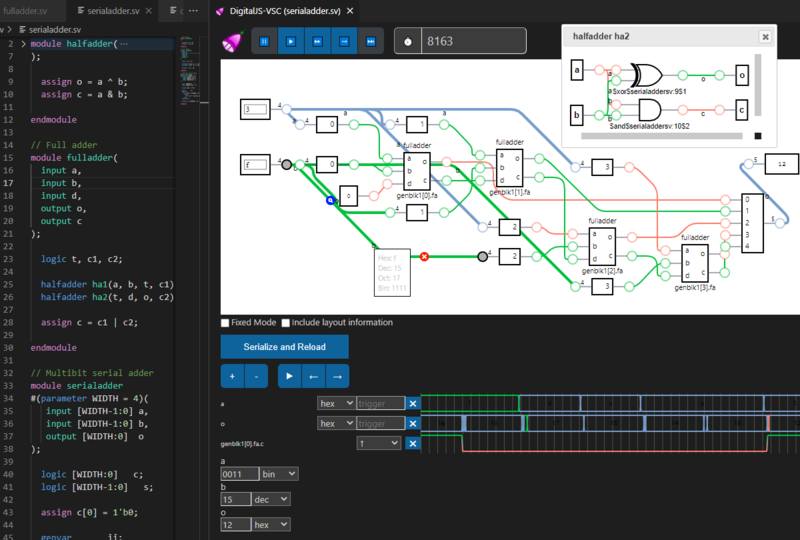 fulladder.sv
serialadder.sv
DigitalJS-VSC (serialadder.sv)
serialadder.sv
2 module halfadder(
7 );
8
9 assign o = a ^ b;
10 assign c = a & b;
11
12 endmodule
13
14 // Full adder
15 module fulladder(
16 input a,
17 input b,
18 input d,
19 output o,
20 output c
21 );
22
23 logic t, c1, c2;
24
25 halfadder ha1(a, b, t, c1)
26 halfadder ha2(t, d, o, c2)
27
28 assign c = c1 | c2;
29
30 endmodule
31
32 // Multibit serial adder
33 module serialadder
34 #(parameter WIDTH = 4)(
35 input [WIDTH-1:0] a,
36 input [WIDTH-1:0] b,
37 output [WIDTH:0] o
38 );
39
40 logic [WIDTH:0] c;
41 logic [WIDTH-1:0] s;
42
43 assign c[0] = 1'b0;
44
45 genvar ii;
8163
halfadder ha2
a
b
o
c
$xor$serialaddersv:9$1
$and$serialaddersv:10$2
3
f
0
1
0
0
1
fulladder
a
b
d
o
c
genblk1[0].fa
fulladder
a
b
d
o
c
genblk1[1].fa
2
2
3
3
fulladder
a
b
d
o
c
genblk1[2].fa
fulladder
a
b
d
o
c
genblk1[3].fa
0
1
2
3
4
12
Hex: f
Dec: 15
Oct: 17
Bin: 1111
Fixed Mode
Include layout information
Serialize and Reload
a
hex
trigger
o
hex
trigger
genblk1[0].fa.c
a
0011
bin
b
15
dec
o
12
hex